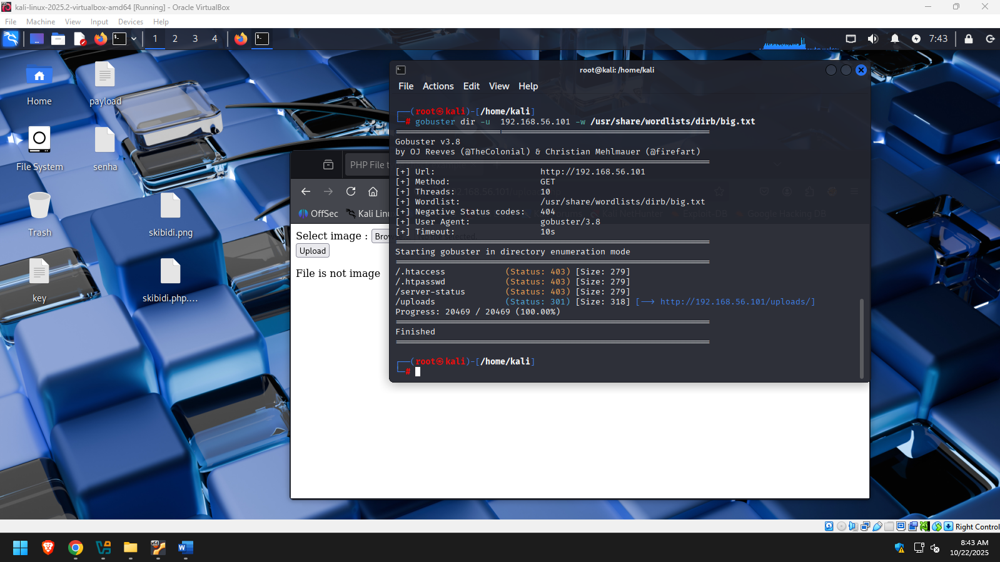 kali-linux-2025.2-virtualbox-amd64 [Running] - Oracle VirtualBox
File Machine View Input Devices Help
1 2 3 4 7:43
Home
payload
File System
senha
Trash
skibidi.png
key
skibidi.php....
root@kali: /home/kali
File Actions Edit View Help
┌──(root㉿kali)-[/home/kali]
└─# gobuster dir -u  192.168.56.101 -w /usr/share/wordlists/dirb/big.txt
===============================================================
Gobuster v3.8
by OJ Reeves (@TheColonial) & Christian Mehlmauer (@firefart)
===============================================================
[+] Url:                     http://192.168.56.101
[+] Method:                  GET
[+] Threads:                 10
[+] Wordlist:                /usr/share/wordlists/dirb/big.txt
[+] Negative Status codes:   404
[+] User Agent:              gobuster/3.8
[+] Timeout:                 10s
===============================================================
Starting gobuster in directory enumeration mode
===============================================================
/.htaccess            (Status: 403) [Size: 279]
/.htpasswd            (Status: 403) [Size: 279]
/server-status        (Status: 403) [Size: 279]
/uploads              (Status: 301) [Size: 318] [--> http://192.168.56.101/uploads/]
Progress: 20469 / 20469 (100.00%)
===============================================================
Finished
===============================================================
┌──(root㉿kali)-[/home/kali]
└─#
PHP File
OffSec Kali Linu Kali NetHunter Exploit-DB Google Hacking DB
Select image : Brow
Upload
File is not image
Right Control
8:43 AM
10/22/2025